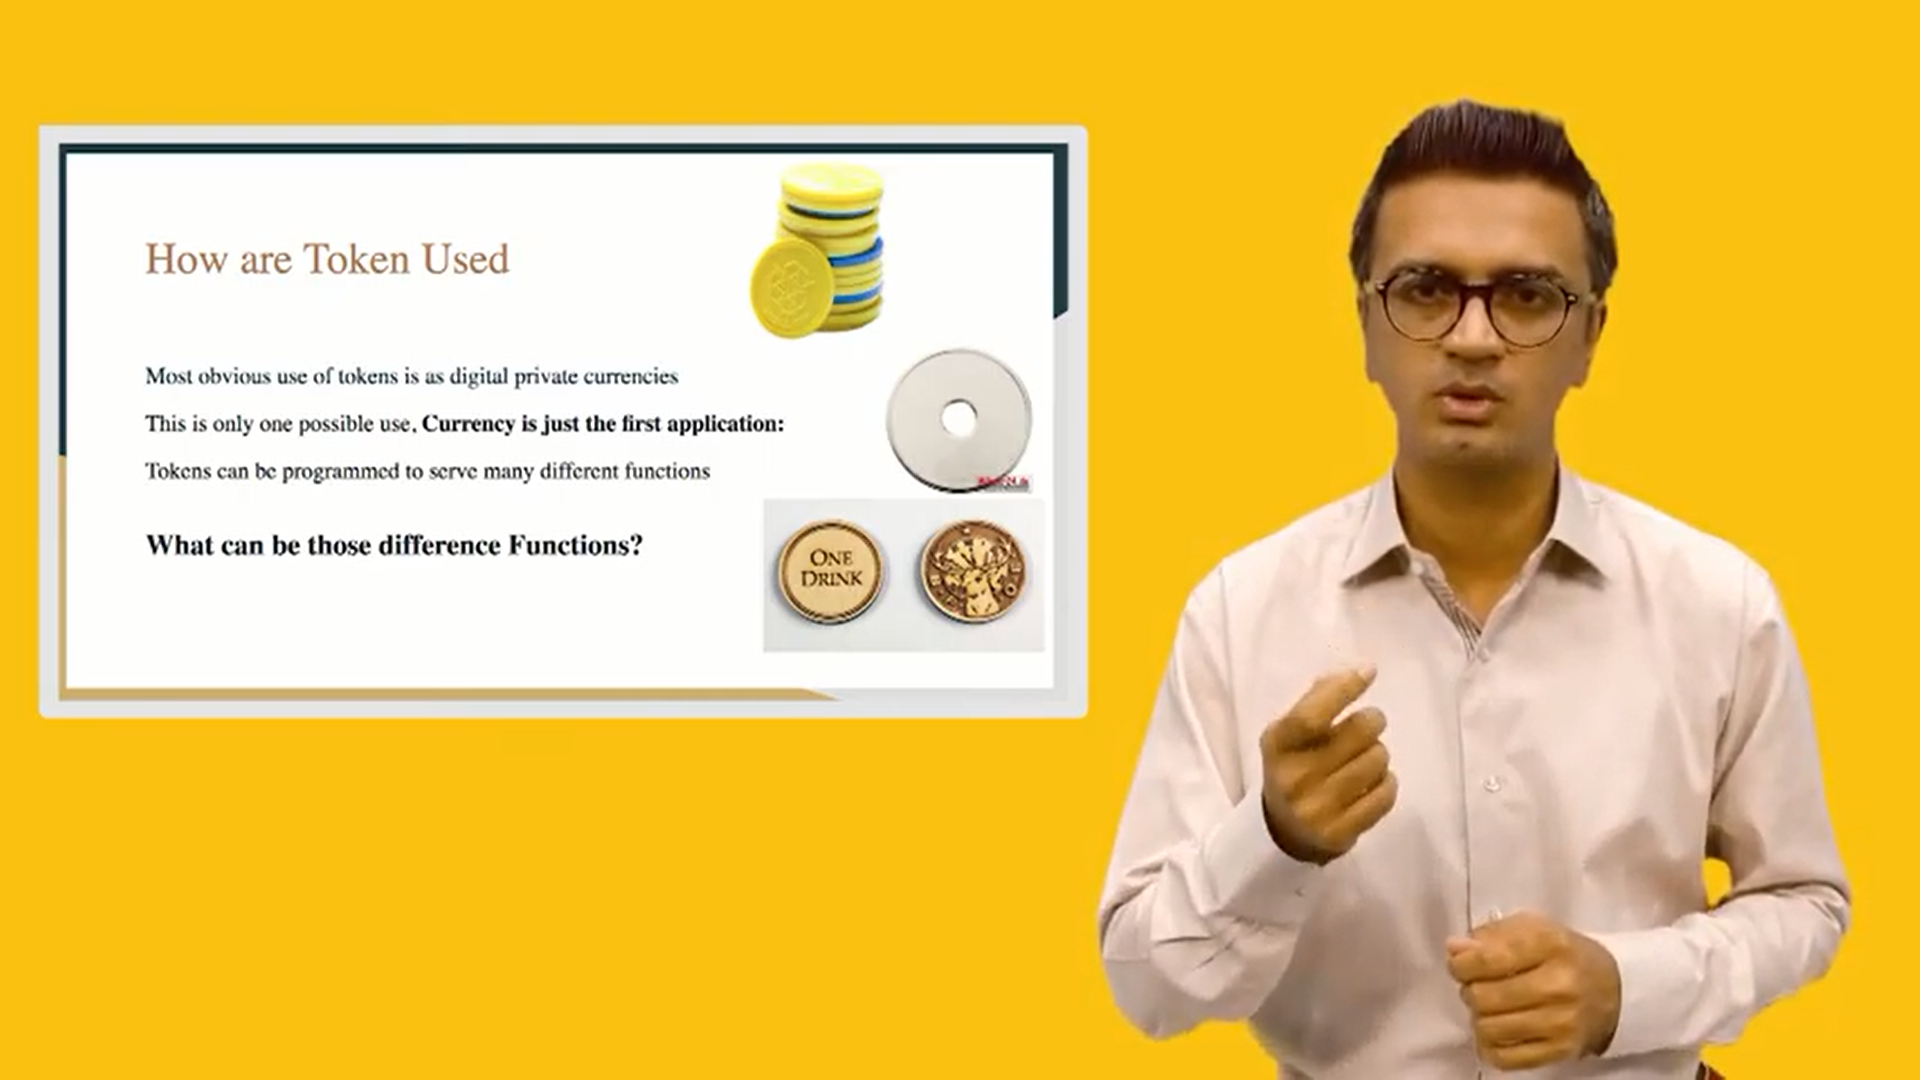 How are Token Used
Most obvious use of tokens is as digital private currencies
This is only one possible use, Currency is just the first application:
Tokens can be programmed to serve many different functions
What can be those difference Functions?
ONE
DRINK